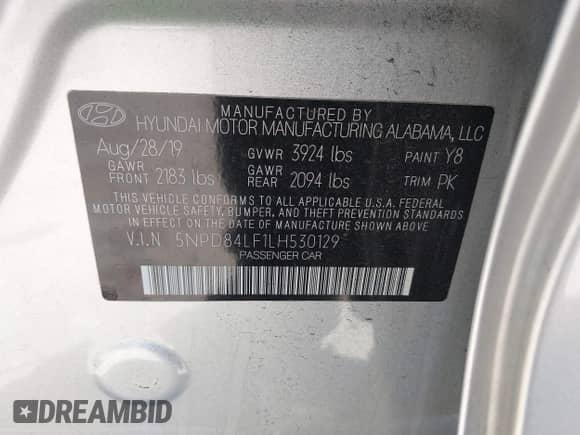 MANUFACTURED BY
HYUNDAI MOTOR MANUFACTURING ALABAMA, LLC
Aug/28/19 GVWR 3924 lbs PAINT Y8
GAWR FRONT 2183 lbs GAWR REAR 2094 lbs TRIM PK
THIS VEHICLE CONFORMS TO ALL APPLICABLE U.S.A. FEDERAL
MOTOR VEHICLE SAFETY, BUMPER, AND THEFT PREVENTION STANDARDS
IN EFFECT ON THE DATE OF MANUFACTURE SHOWN ABOVE.
V.I.N 5NPD84LF1LH530129
PASSENGER CAR
DREAMBID